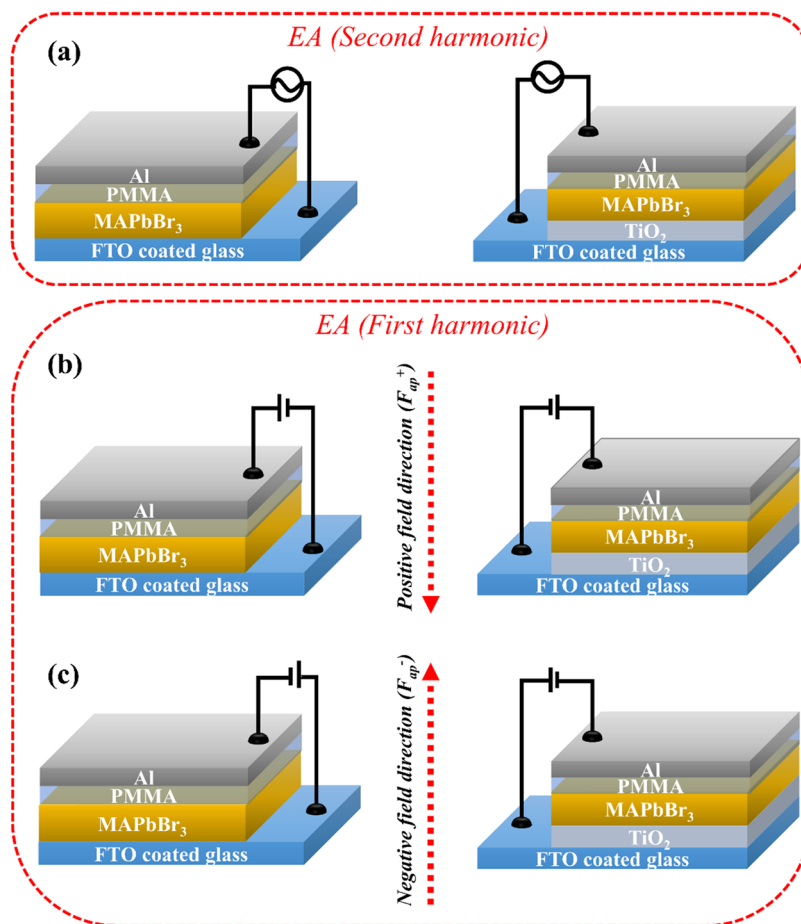 EA (Second harmonic)
(a)
Al
PMMA
MAPbBr₃
FTO coated glass
Al
PMMA
MAPbBr₃
TiO₂
FTO coated glass
EA (First harmonic)
(b)
Al
PMMA
MAPbBr₃
FTO coated glass
Positive field direction (Fap⁺)
Al
PMMA
MAPbBr₃
TiO₂
FTO coated glass
(c)
Al
PMMA
MAPbBr₃
FTO coated glass
Negative field direction (Fap⁻)
Al
PMMA
MAPbBr₃
TiO₂
FTO coated glass